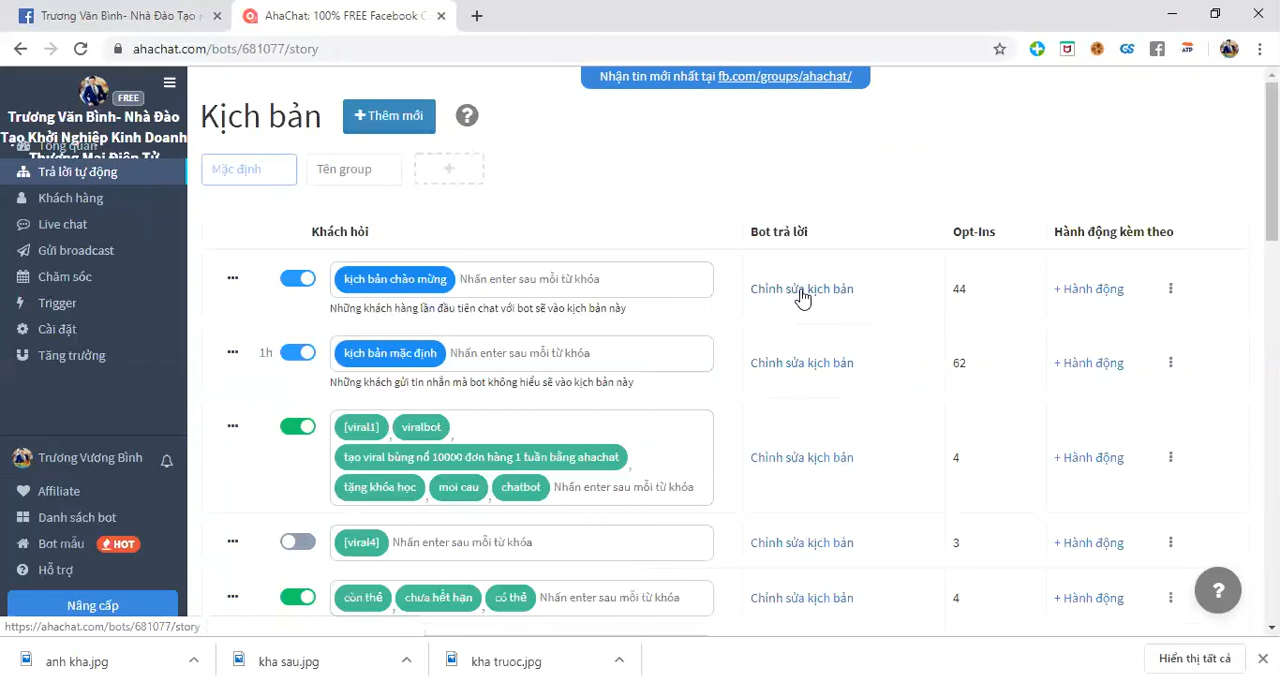 Trương Văn Bình- Nhà Đào Tạo
AhaChat: 100% FREE Facebook C
ahachat.com/bots/681077/story
Nhận tin mới nhất tại fb.com/groups/ahachat/
FREE
Trương Văn Bình- Nhà Đào
Tạo Khởi Nghiệp Kinh Doanh
Thương Mại Điện Tử
Tổng quan
Trả lời tự động
Khách hàng
Live chat
Gửi broadcast
Chăm sóc
Trigger
Cài đặt
Tăng trưởng
Trương Vương Bình
Affiliate
Danh sách bot
Bot mẫu HOT
Hỗ trợ
Nâng cấp
Kịch bản
+ Thêm mới
?
Mặc định
Tên group
+
Khách hỏi
Bot trả lời
Opt-Ins
Hành động kèm theo
kịch bản chào mừng Nhấn enter sau mỗi từ khóa
Những khách hàng lần đầu tiên chat với bot sẽ vào kịch bản này
Chỉnh sửa kịch bản
44
+ Hành động
1h
kịch bản mặc định Nhấn enter sau mỗi từ khóa
Những khách gửi tin nhắn mà bot không hiểu sẽ vào kịch bản này
Chỉnh sửa kịch bản
62
+ Hành động
[viral1] , viralbot ,
tạo viral bùng nổ 10000 đơn hàng 1 tuần bằng ahachat ,
tặng khóa học , moi cau , chatbot Nhấn enter sau mỗi từ khóa
Chỉnh sửa kịch bản
4
+ Hành động
[viral4] Nhấn enter sau mỗi từ khóa
Chỉnh sửa kịch bản
3
+ Hành động
còn thẻ , chưa hết hạn , có thẻ Nhấn enter sau mỗi từ khóa
Chỉnh sửa kịch bản
4
+ Hành động
?
https://ahachat.com/bots/681077/story
anh kha.jpg
kha sau.jpg
kha truoc.jpg
Hiển thị tất cả